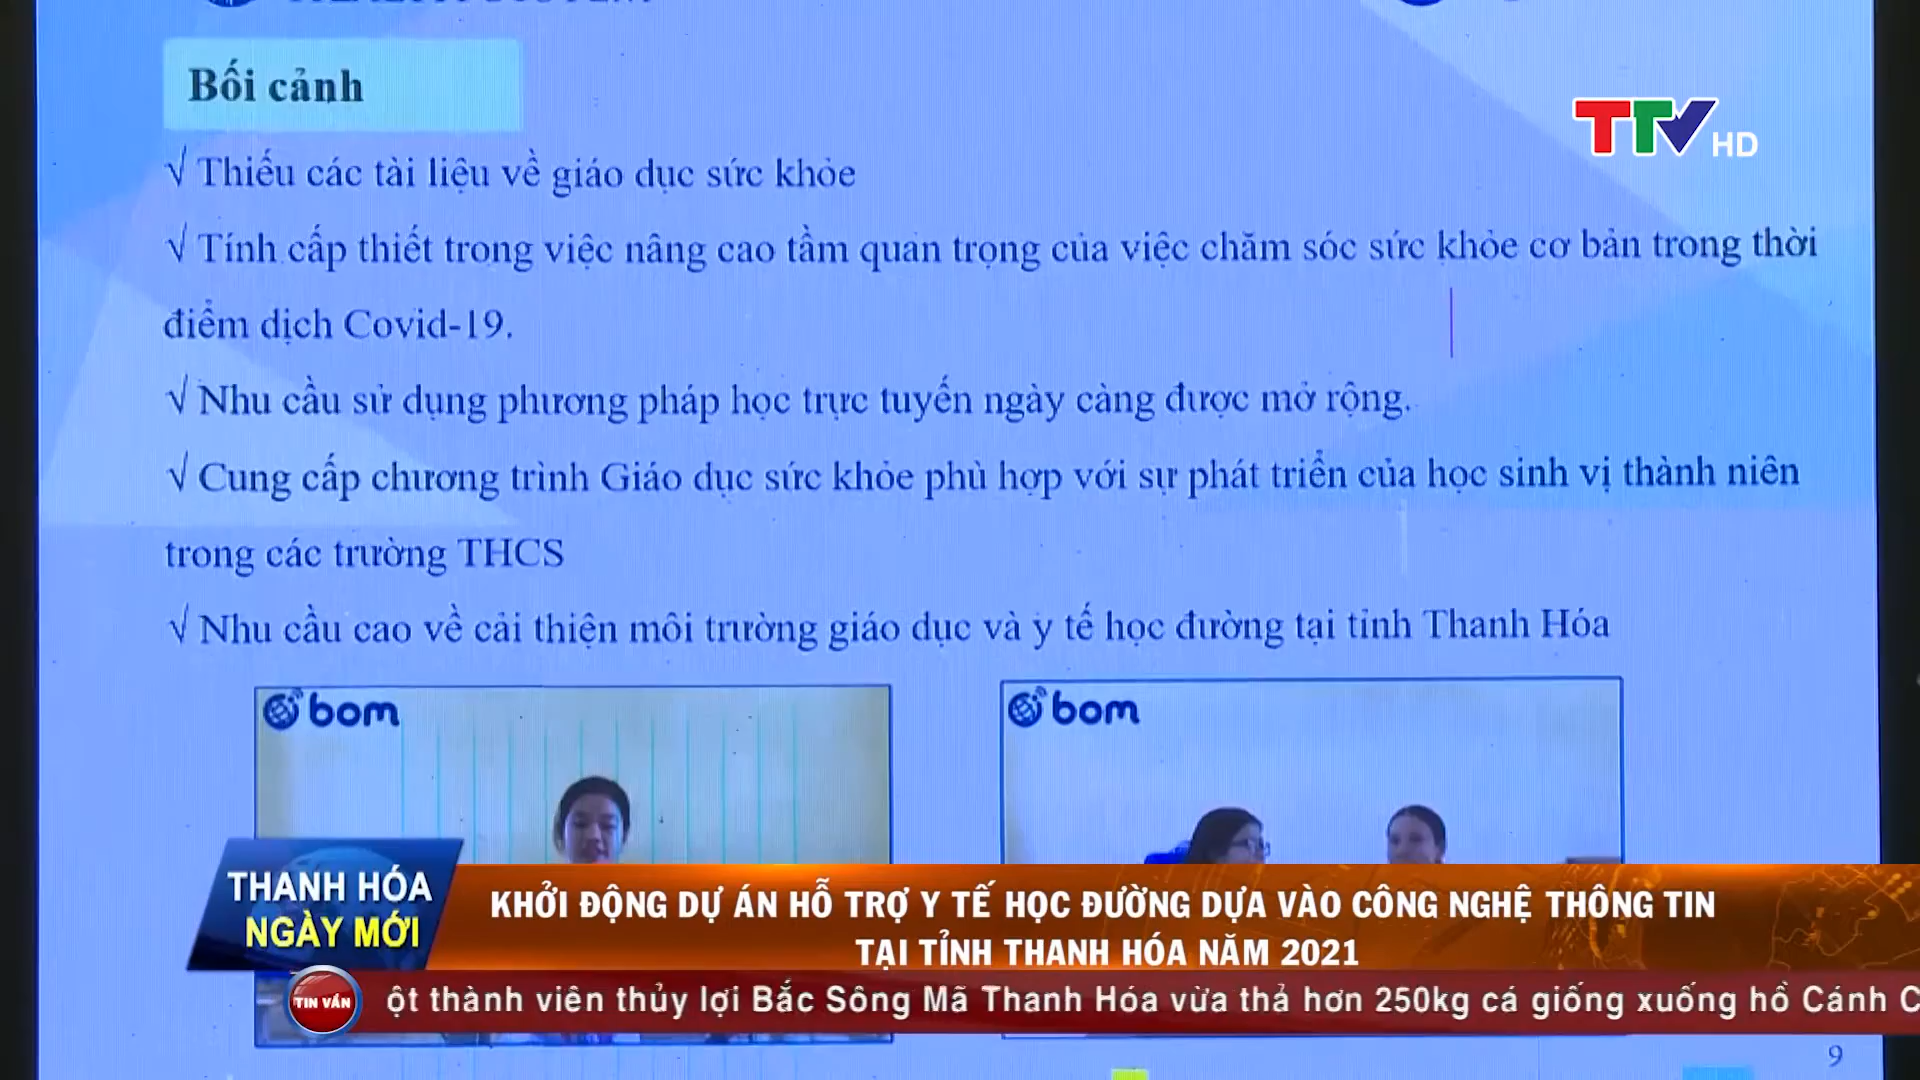 Bối cảnh
TTV HD
√ Thiếu các tài liệu về giáo dục sức khỏe
√ Tính cấp thiết trong việc nâng cao tầm quan trọng của việc chăm sóc sức khỏe cơ bản trong thời
điểm dịch Covid-19.
√ Nhu cầu sử dụng phương pháp học trực tuyến ngày càng được mở rộng.
√ Cung cấp chương trình Giáo dục sức khỏe phù hợp với sự phát triển của học sinh vị thành niên
trong các trường THCS
√ Nhu cầu cao về cải thiện môi trường giáo dục và y tế học đường tại tỉnh Thanh Hóa
bom
bom
THANH HÓA
NGÀY MỚI
KHỞI ĐỘNG DỰ ÁN HỖ TRỢ Y TẾ HỌC ĐƯỜNG DỰA VÀO CÔNG NGHỆ THÔNG TIN
TẠI TỈNH THANH HÓA NĂM 2021
TIN VẮN
ột thành viên thủy lợi Bắc Sông Mã Thanh Hóa vừa thả hơn 250kg cá giống xuống hồ Cánh C
9